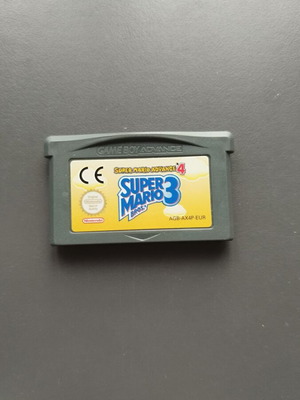 GAME BOY ADVANCE
CE
SUPER MARIO ADVANCE 4
SUPER
MARIO 3
BROS.
Nintendo
AGB-AX4P-EUR